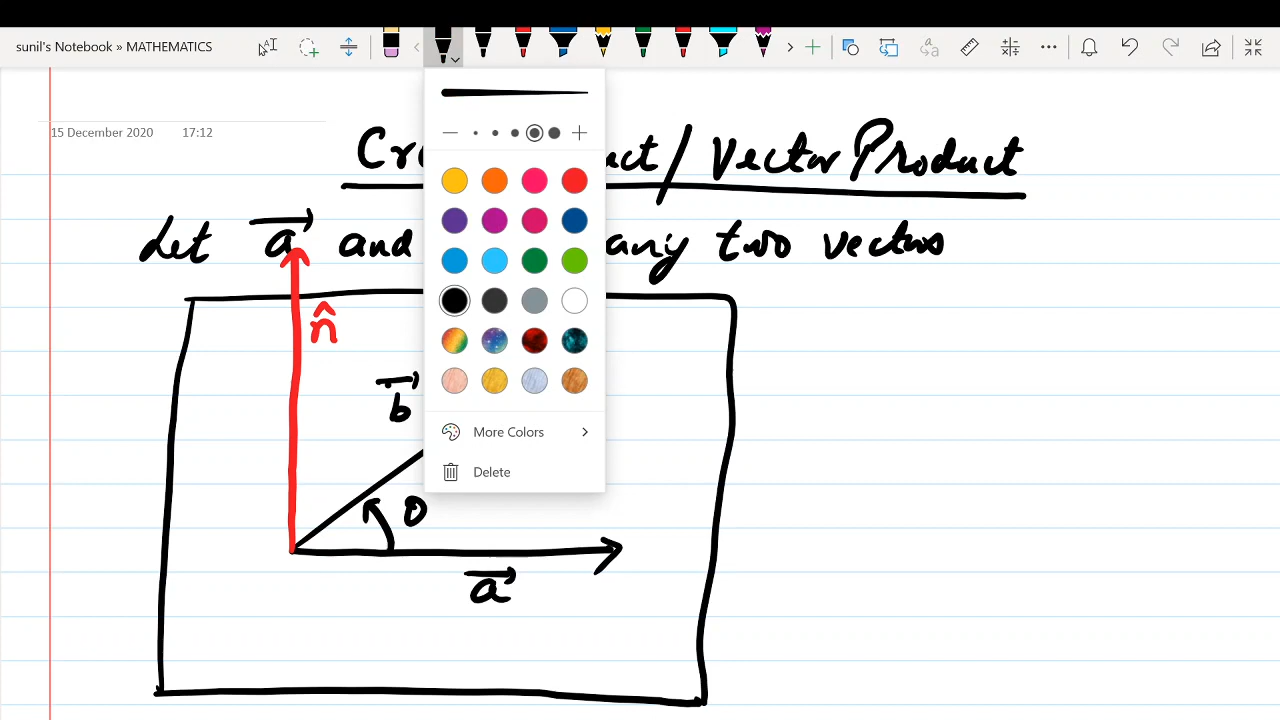 sunil's Notebook » MATHEMATICS
15 December 2020 17:12
Cr uct / Vector Product
Let a and any two vectors
n̂
b
θ
a
More Colors
Delete